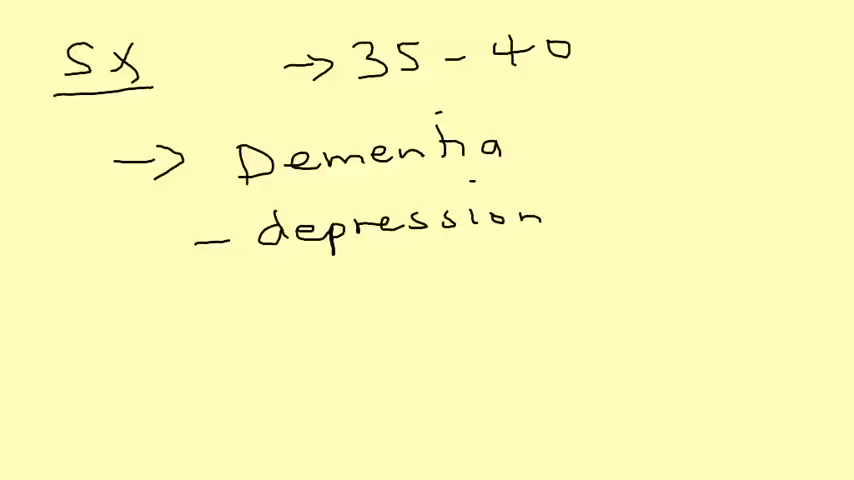 Sx → 35 - 40
→ Dementia
- depression